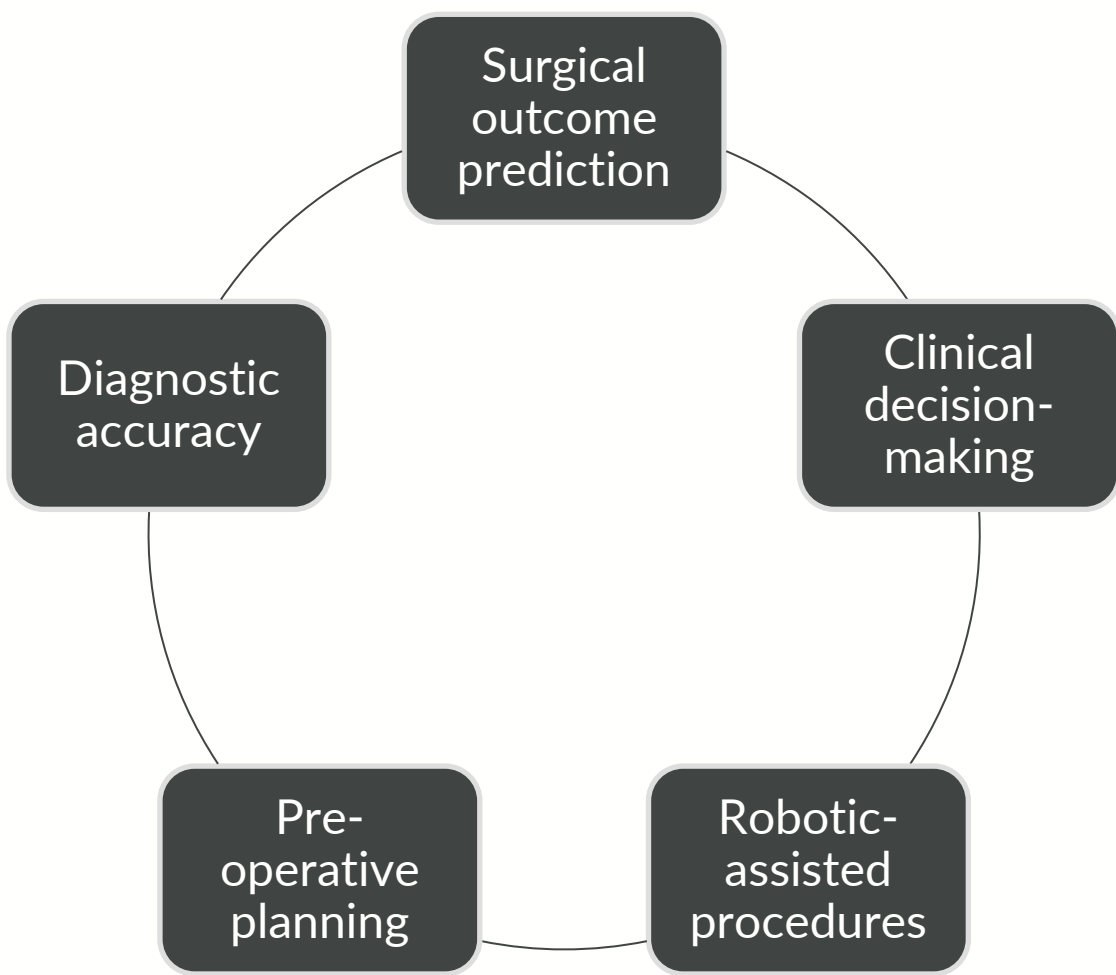 Surgical
outcome
prediction
Diagnostic
accuracy
Clinical
decision-
making
Pre-
operative
planning
Robotic-
assisted
procedures